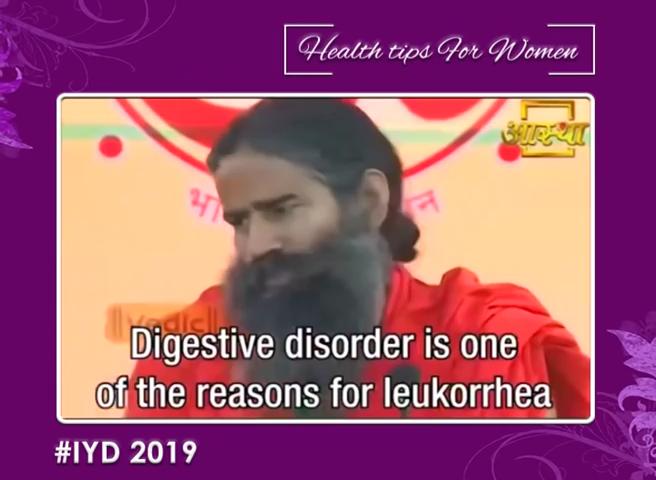 Health tips For Women
आस्था
Digestive disorder is one
of the reasons for leukorrhea
#IYD 2019